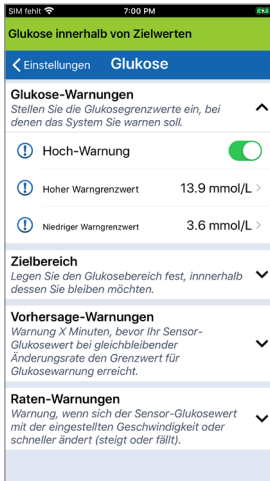 SIM fehlt 7:00 PM
Glukose innerhalb von Zielwerten
Einstellungen Glukose
Glukose-Warnungen
Stellen Sie die Glukosegrenzwerte ein, bei
denen das System Sie warnen soll.
Hoch-Warnung
Hoher Warngrenzwert 13.9 mmol/L
Niedriger Warngrenzwert 3.6 mmol/L
Zielbereich
Legen Sie den Glukosebereich fest, innnerhalb
dessen Sie bleiben möchten.
Vorhersage-Warnungen
Warnung X Minuten, bevor Ihr Sensor-
Glukosewert bei gleichbleibender
Änderungsrate den Grenzwert für
Glukosewarnung erreicht.
Raten-Warnungen
Warnung, wenn sich der Sensor-Glukosewert
mit der eingestellten Geschwindigkeit oder
schneller ändert (steigt oder fällt).